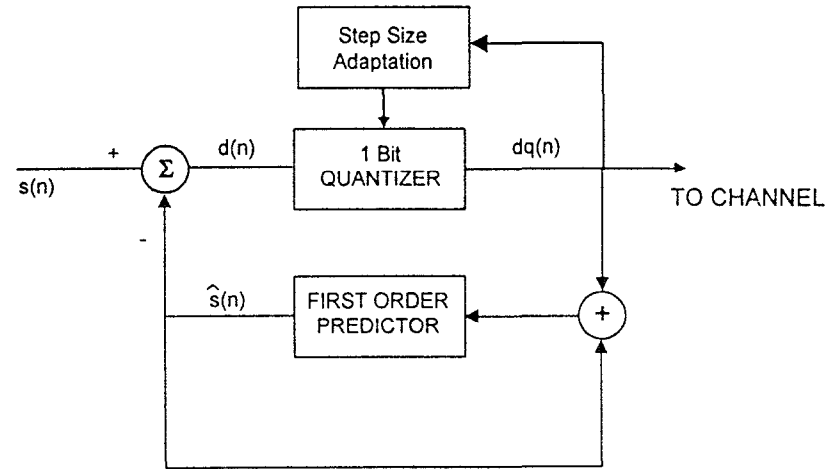 Step Size
Adaptation
+
s(n)
Σ
d(n)
1 Bit
QUANTIZER
dq(n)
TO CHANNEL
-
ŝ(n)
FIRST ORDER
PREDICTOR
+